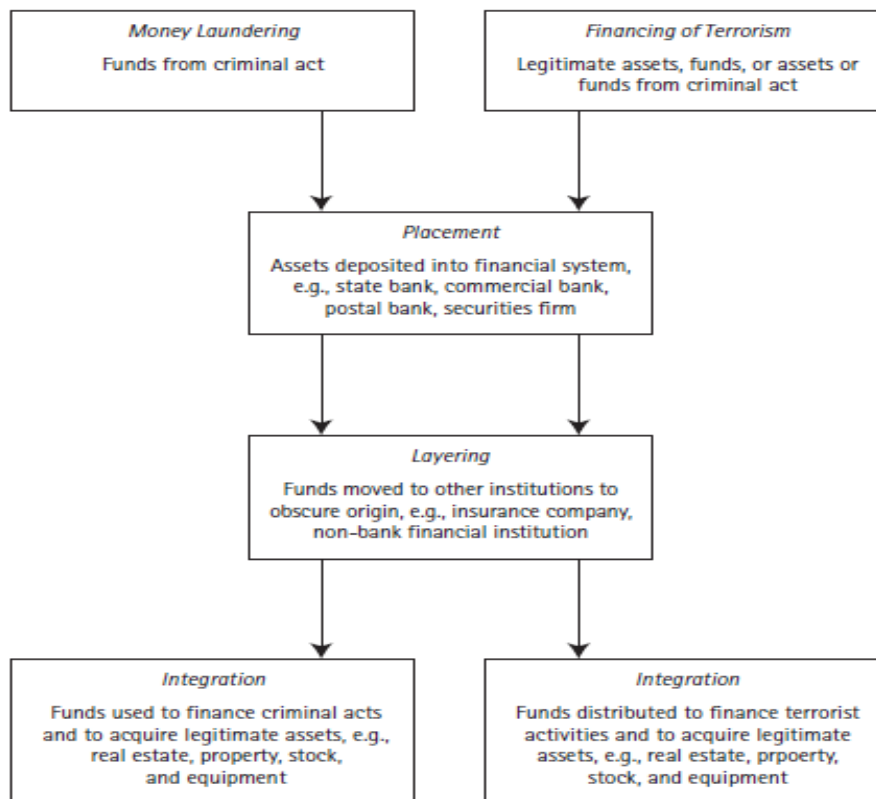 Money Laundering
Funds from criminal act
Financing of Terrorism
Legitimate assets, funds, or assets or
funds from criminal act
Placement
Assets deposited into financial system,
e.g., state bank, commercial bank,
postal bank, securities firm
Layering
Funds moved to other institutions to
obscure origin, e.g., insurance company,
non-bank financial institution
Integration
Funds used to finance criminal acts
and to acquire legitimate assets, e.g.,
real estate, property, stock,
and equipment
Integration
Funds distributed to finance terrorist
activities and to acquire legitimate
assets, e.g., real estate, prpoerty,
stock, and equipment